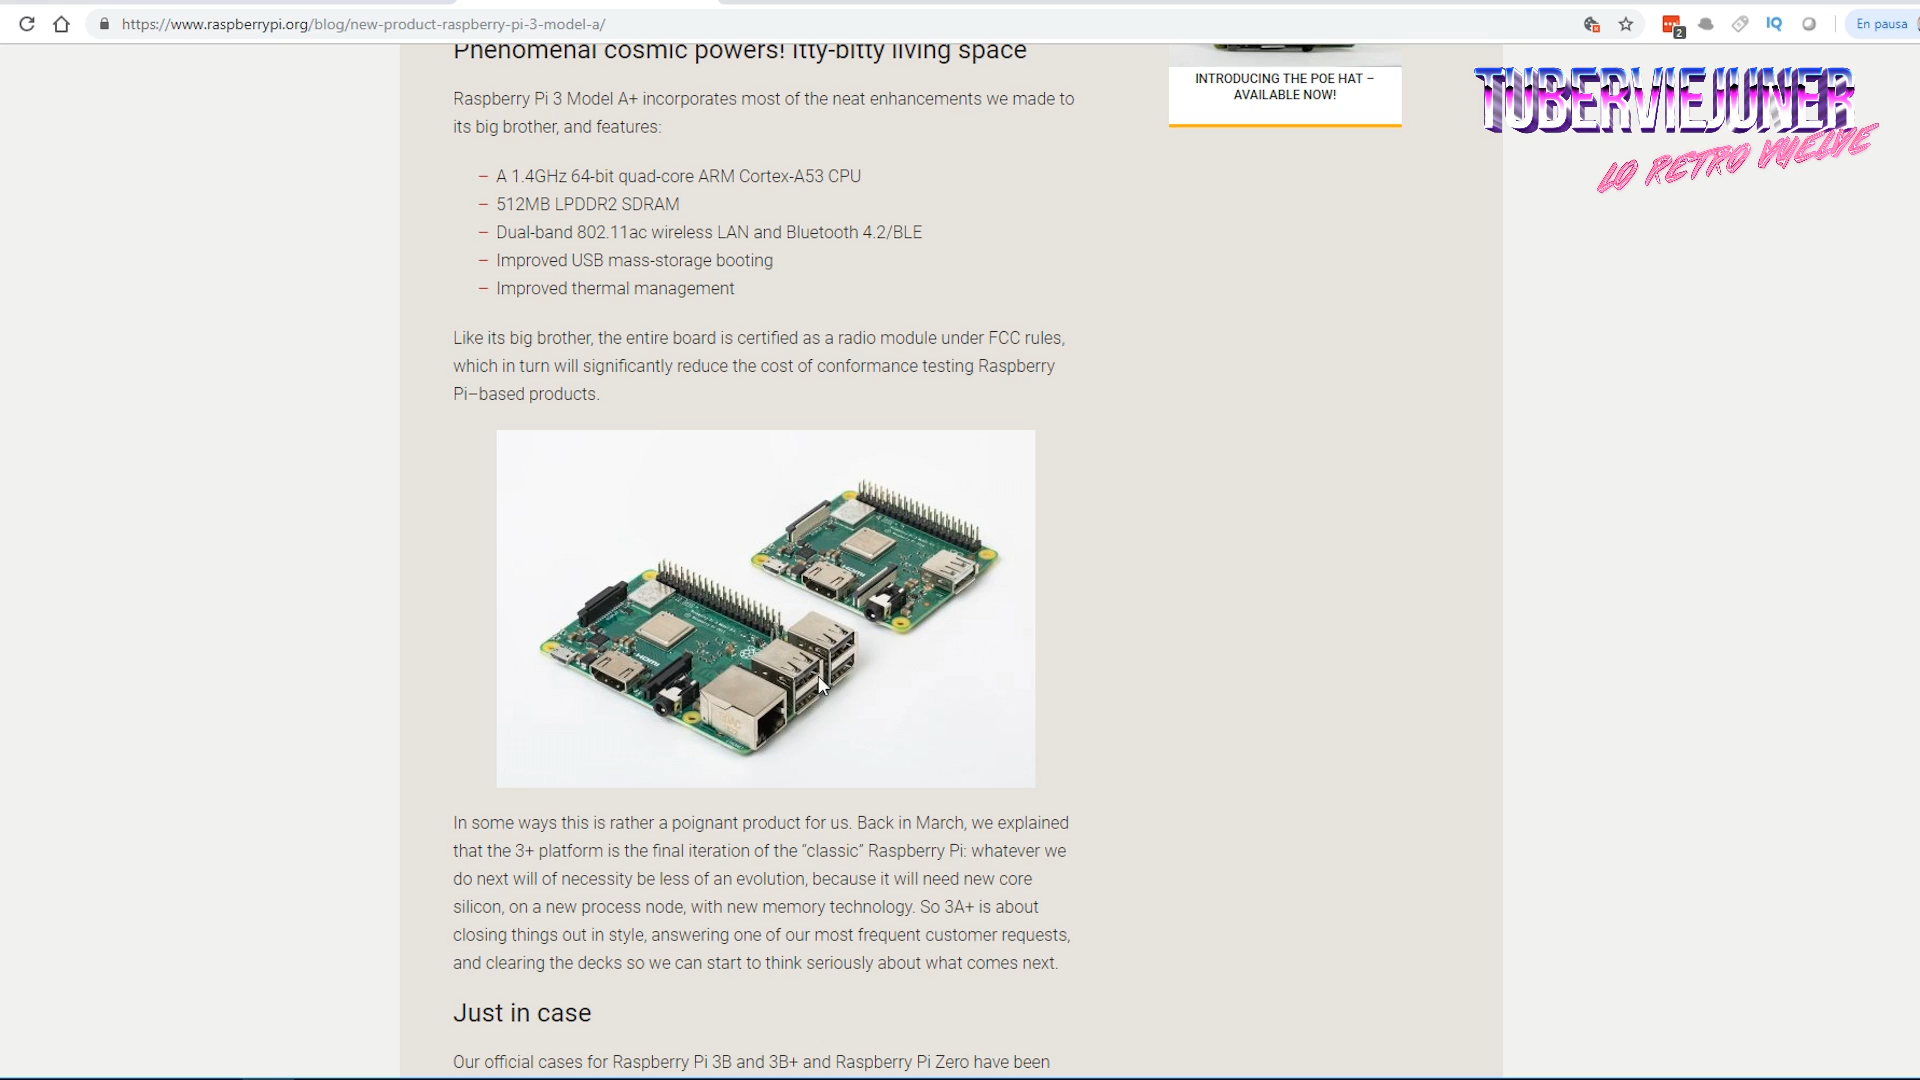 https://www.raspberrypi.org/blog/new-product-raspberry-pi-3-model-a/
2
IQ
En pausa
Phenomenal cosmic powers! Itty-bitty living space
Raspberry Pi 3 Model A+ incorporates most of the neat enhancements we made to
its big brother, and features:
– A 1.4GHz 64-bit quad-core ARM Cortex-A53 CPU
– 512MB LPDDR2 SDRAM
– Dual-band 802.11ac wireless LAN and Bluetooth 4.2/BLE
– Improved USB mass-storage booting
– Improved thermal management
Like its big brother, the entire board is certified as a radio module under FCC rules,
which in turn will significantly reduce the cost of conformance testing Raspberry
Pi–based products.
HDMI
HDMI
In some ways this is rather a poignant product for us. Back in March, we explained
that the 3+ platform is the final iteration of the “classic” Raspberry Pi: whatever we
do next will of necessity be less of an evolution, because it will need new core
silicon, on a new process node, with new memory technology. So 3A+ is about
closing things out in style, answering one of our most frequent customer requests,
and clearing the decks so we can start to think seriously about what comes next.
Just in case
Our official cases for Raspberry Pi 3B and 3B+ and Raspberry Pi Zero have been
INTRODUCING THE POE HAT –
AVAILABLE NOW!
TUBERVIEJUNER
LO RETRO VUELVE